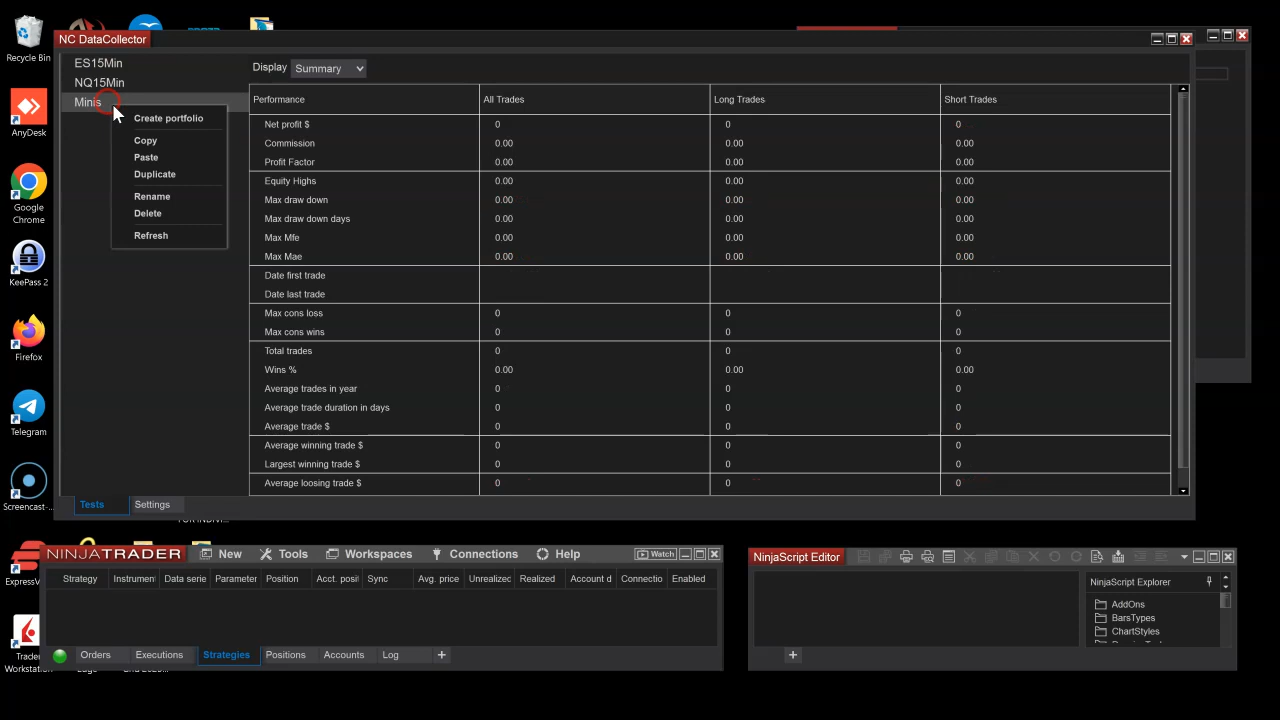 NC DataCollector
ES15Min
NQ15Min
Minis
Create portfolio
Copy
Paste
Duplicate
Rename
Delete
Refresh
Display Summary
Performance All Trades Long Trades Short Trades
Net profit $ 0 0 0
Commission 0.00 0.00 0.00
Profit Factor 0.00 0.00 0.00
Equity Highs 0.00 0.00 0.00
Max draw down 0.00 0.00 0.00
Max draw down days 0.00 0.00 0.00
Max Mfe 0.00 0.00 0.00
Max Mae 0.00 0.00 0.00
Date first trade
Date last trade
Max cons loss 0 0 0
Max cons wins 0 0 0
Total trades 0 0 0
Wins % 0.00 0.00 0.00
Average trades in year 0 0 0
Average trade duration in days 0 0 0
Average trade $ 0 0 0
Average winning trade $ 0 0 0
Largest winning trade $ 0 0 0
Average loosing trade $ 0 0 0
Tests Settings
Recycle Bin
AnyDesk
Google
Chrome
KeePass 2
Firefox
Telegram
Screencast-...
ExpressV
Trader
Workstation
NINJATRADER New Tools Workspaces Connections Help Watch
Strategy Instrumen Data serie Parameter Position Acct. posit Sync Avg. price Unrealized Realized Account d Connectio Enabled
Orders Executions Strategies Positions Accounts Log +
NinjaScript Editor
NinjaScript Explorer
AddOns
BarsTypes
ChartStyles
+